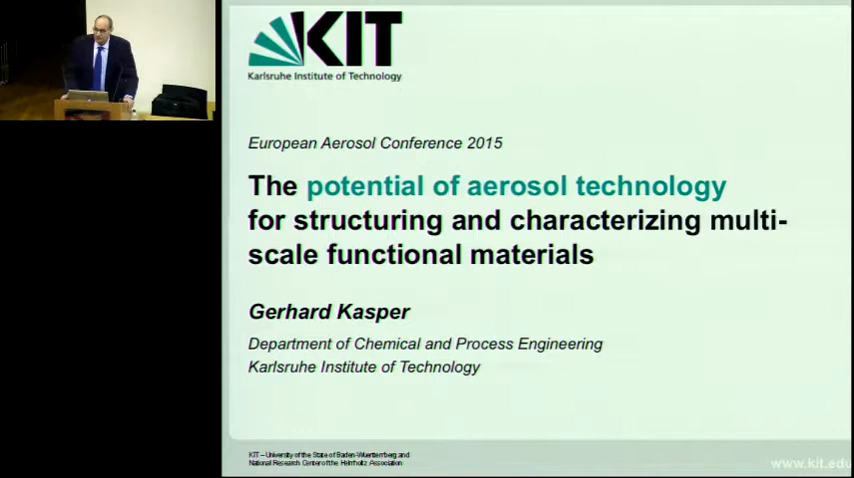 KIT
Karlsruhe Institute of Technology
European Aerosol Conference 2015
The potential of aerosol technology
for structuring and characterizing multi-
scale functional materials
Gerhard Kasper
Department of Chemical and Process Engineering
Karlsruhe Institute of Technology
KIT – University of the State of Baden-Wuerttemberg and
National Research Center of the Helmholtz Association
www.kit.edu